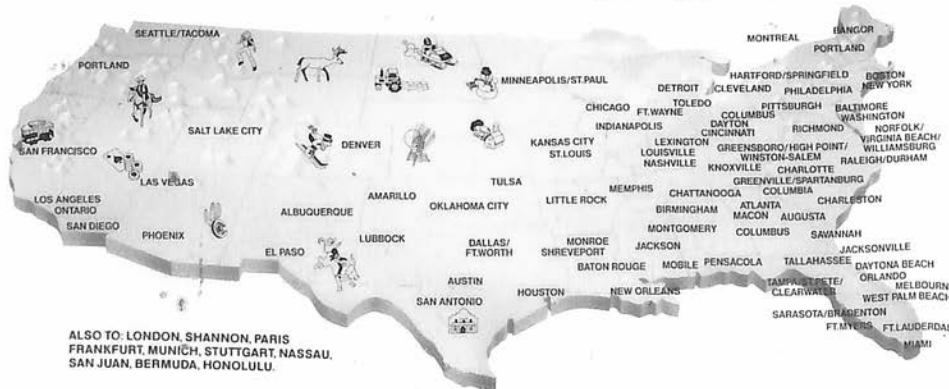 SEATTLE/TACOMA
PORTLAND
SALT LAKE CITY
SAN FRANCISCO
LAS VEGAS
LOS ANGELES
ONTARIO
SAN DIEGO
PHOENIX
DENVER
ALBUQUERQUE
EL PASO
AMARILLO
LUBBOCK
OKLAHOMA CITY
TULSA
DALLAS/
FT.WORTH
AUSTIN
SAN ANTONIO
HOUSTON
MINNEAPOLIS/ST.PAUL
KANSAS CITY
ST.LOUIS
LITTLE ROCK
MONROE
SHREVEPORT
BATON ROUGE
NEW ORLEANS
CHICAGO
FT.WAYNE
INDIANAPOLIS
DETROIT
TOLEDO
CLEVELAND
COLUMBUS
DAYTON
CINCINNATI
LEXINGTON
LOUISVILLE
NASHVILLE
KNOXVILLE
MEMPHIS
CHATTANOOGA
BIRMINGHAM
MONTGOMERY
JACKSON
MOBILE
PENSACOLA
ATLANTA
MACON
COLUMBUS
AUGUSTA
SAVANNAH
TALLAHASSEE
MONTREAL
BANGOR
PORTLAND
HARTFORD/SPRINGFIELD
BOSTON
NEW YORK
PHILADELPHIA
PITTSBURGH
BALTIMORE
WASHINGTON
RICHMOND
NORFOLK/
VIRGINIA BEACH/
WILLIAMSBURG
GREENSBORO/HIGH POINT/
WINSTON-SALEM
RALEIGH/DURHAM
CHARLOTTE
GREENVILLE/SPARTANBURG
COLUMBIA
CHARLESTON
JACKSONVILLE
DAYTONA BEACH
ORLANDO
TAMPA/ST.PETE/
CLEARWATER
WEST PALM BEACH
SARASOTA/BRADENTON
FT.MYERS
MIAMI
ALSO TO: LONDON, SHANNON, PARIS
FRANKFURT, MUNICH, STUTTGART, NASSAU,
SAN JUAN, BERMUDA, HONOLULU.